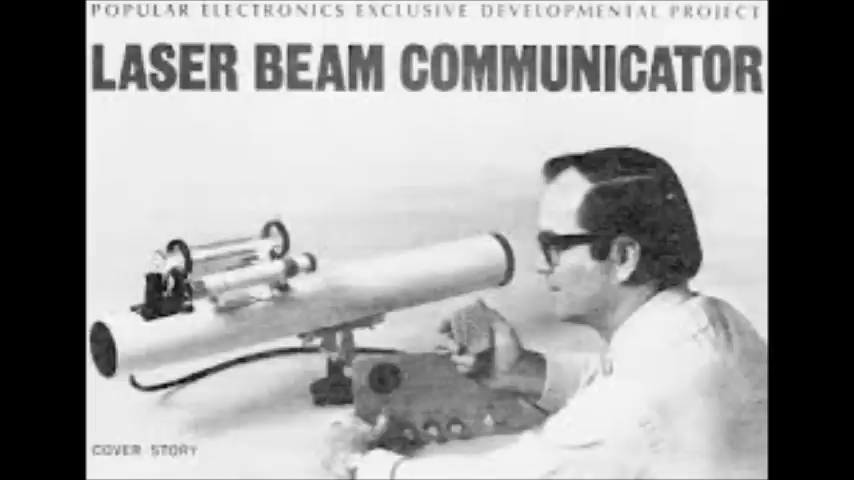 POPULAR ELECTRONICS EXCLUSIVE DEVELOPMENTAL PROJECT
LASER BEAM COMMUNICATOR
COVER STORY